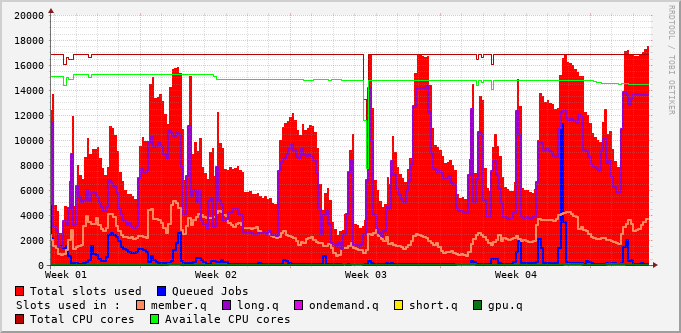 20000
18000
16000
14000
12000
10000
8000
6000
4000
2000
0
Week 01 Week 02 Week 03 Week 04
Total slots used Queued Jobs
Slots used in : member.q long.q ondemand.q short.q gpu.q
Total CPU cores Availale CPU cores
RRDTOOL / TOBI OETIKER